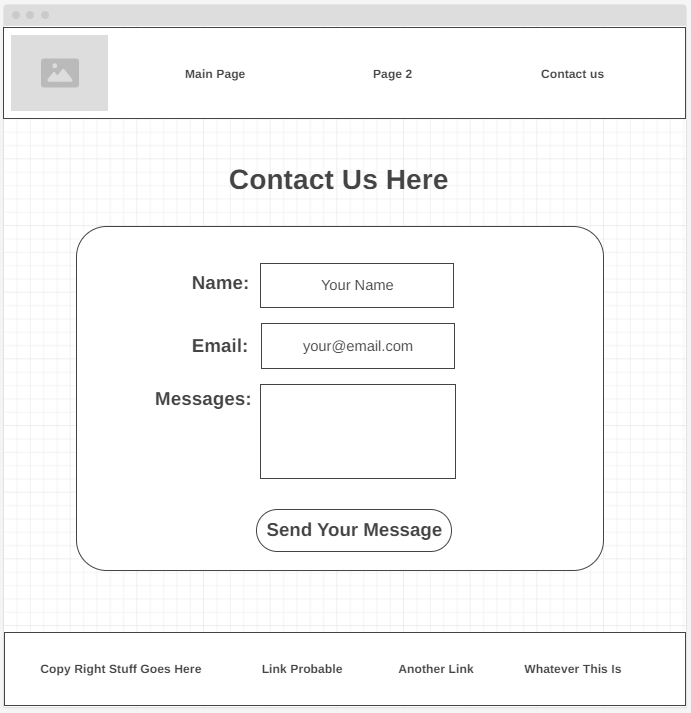 Main Page
Page 2
Contact us
Contact Us Here
Name:
Your Name
Email:
your@email.com
Messages:
Send Your Message
Copy Right Stuff Goes Here
Link Probable
Another Link
Whatever This Is